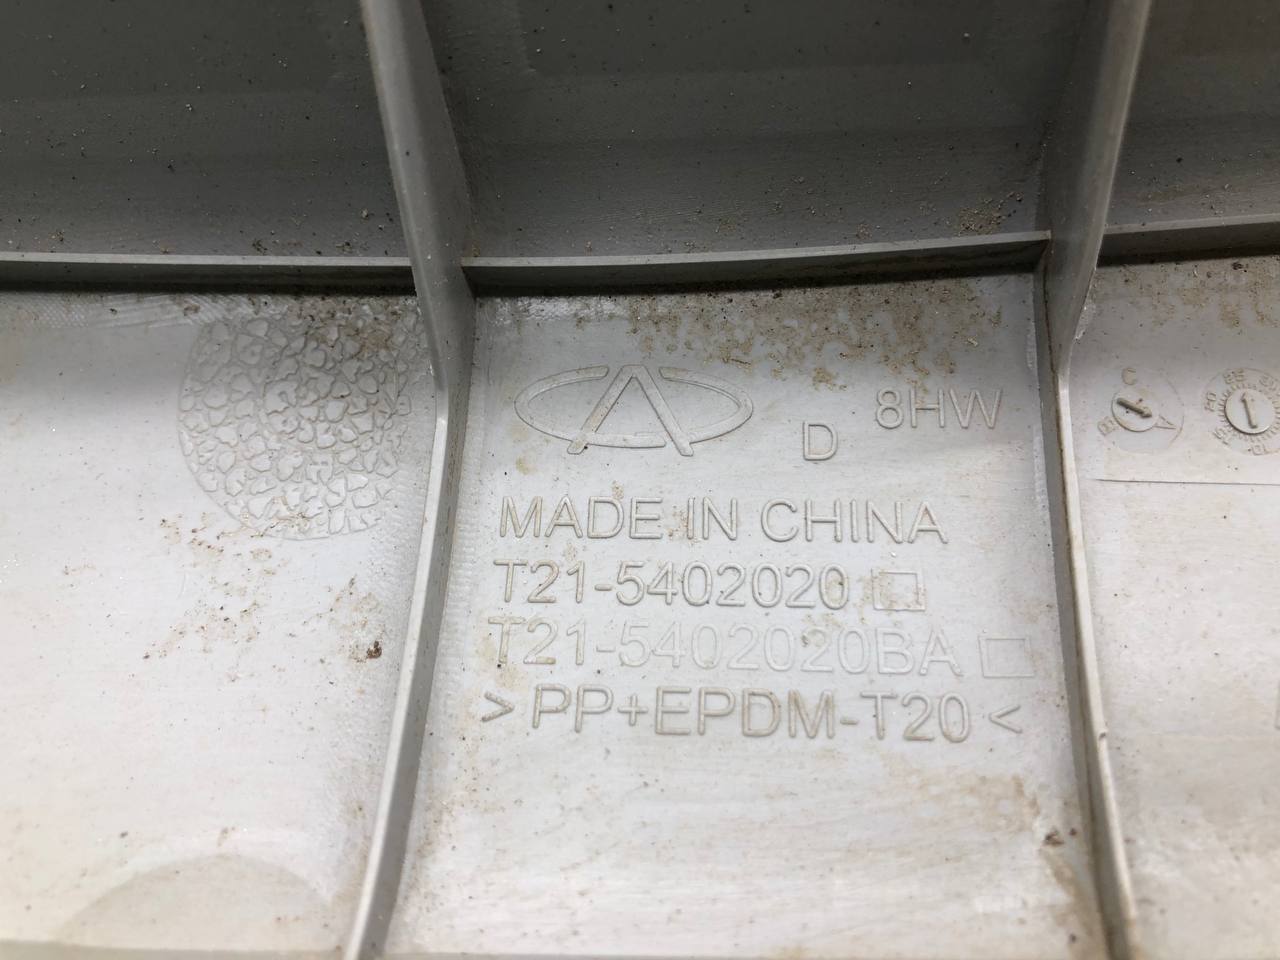 8HW
D
MADE IN CHINA
T21-5402020
T21-5402020BA
>PP+EPDM-T20<
C
B
A